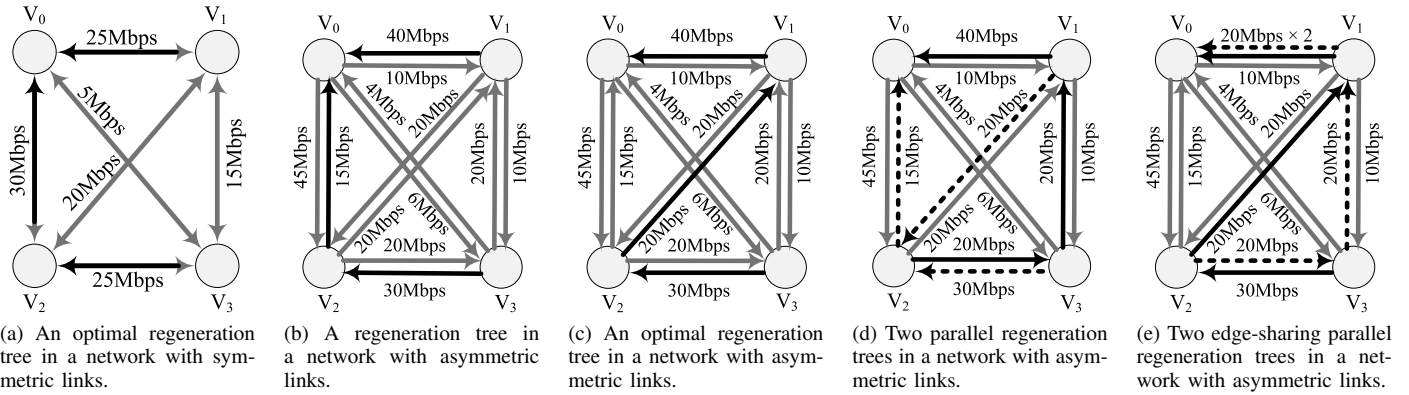 V0
V1
25Mbps
30Mbps
5Mbps
20Mbps
15Mbps
25Mbps
V2
V3
(a) An optimal regeneration
tree in a network with sym-
metric links.
V0
V1
40Mbps
10Mbps
45Mbps
15Mbps
4Mbps
20Mbps
20Mbps
10Mbps
20Mbps
6Mbps
20Mbps
30Mbps
V2
V3
(b) A regeneration tree in
a network with asymmetric
links.
V0
V1
40Mbps
10Mbps
45Mbps
15Mbps
4Mbps
20Mbps
20Mbps
10Mbps
20Mbps
6Mbps
20Mbps
30Mbps
V2
V3
(c) An optimal regeneration
tree in a network with asym-
metric links.
V0
V1
40Mbps
10Mbps
45Mbps
15Mbps
4Mbps
20Mbps
20Mbps
10Mbps
20Mbps
6Mbps
20Mbps
30Mbps
V2
V3
(d) Two parallel regeneration
trees in a network with asym-
metric links.
V0
V1
20Mbps × 2
10Mbps
45Mbps
15Mbps
4Mbps
20Mbps
20Mbps
10Mbps
20Mbps
6Mbps
20Mbps
30Mbps
V2
V3
(e) Two edge-sharing parallel
regeneration trees in a net-
work with asymmetric links.